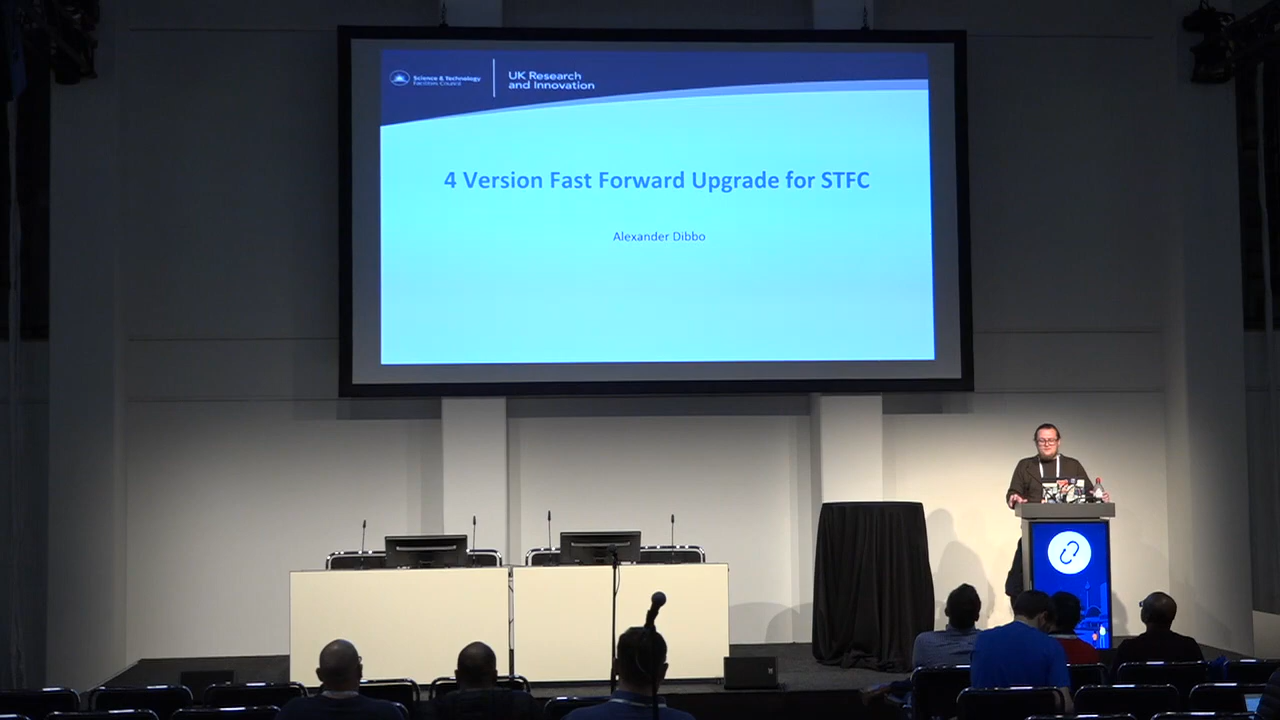 Science & Technology
Facilities Council
UK Research
and Innovation
4 Version Fast Forward Upgrade for STFC
Alexander Dibbo